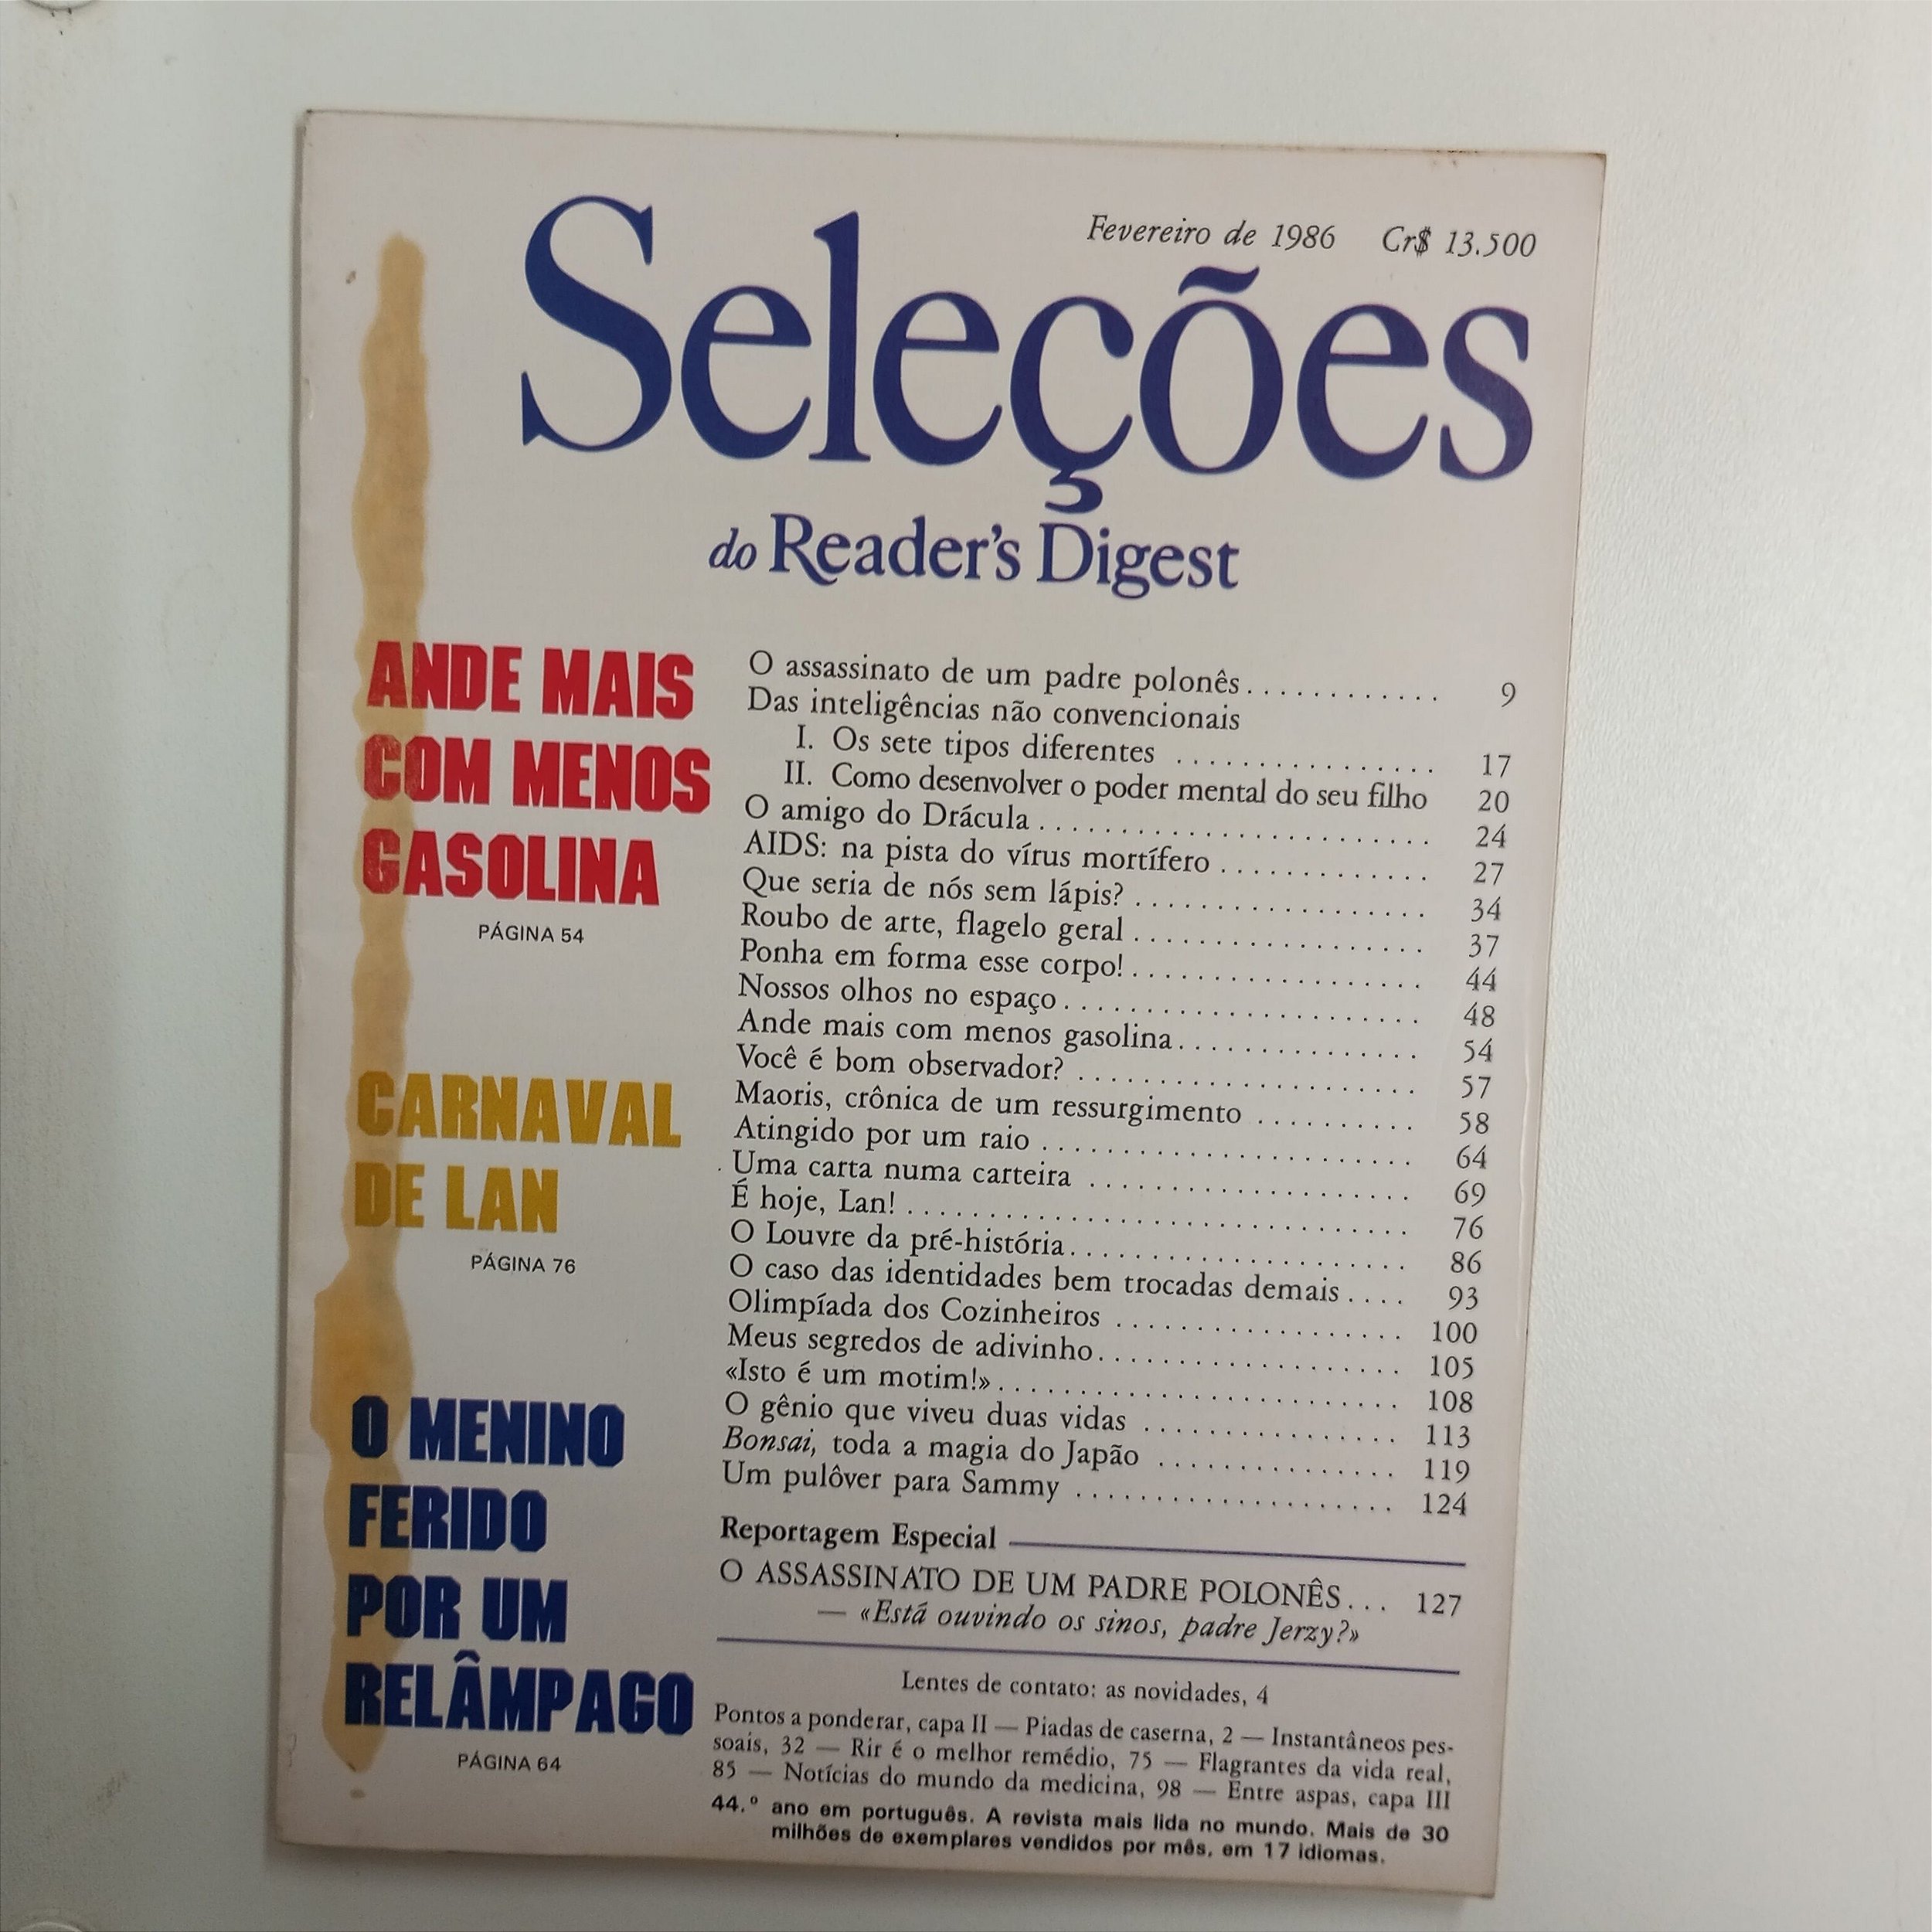 Fevereiro de 1986 Cr$ 13.500
Seleções
do Reader's Digest
ANDE MAIS
COM MENOS
GASOLINA
PÁGINA 54
CARNAVAL
DE LAN
PÁGINA 76
O MENINO
FERIDO
POR UM
RELÂMPAGO
PÁGINA 64
O assassinato de um padre polonês............ 9
Das inteligências não convencionais
I. Os sete tipos diferentes ................ 17
II. Como desenvolver o poder mental do seu filho 20
O amigo do Drácula........................ 24
AIDS: na pista do vírus mortífero............. 27
Que seria de nós sem lápis?.................. 34
Roubo de arte, flagelo geral.................. 37
Ponha em forma esse corpo!.................. 44
Nossos olhos no espaço...................... 48
Ande mais com menos gasolina............... 54
Você é bom observador? ..................... 57
Maoris, crônica de um ressurgimento .......... 58
Atingido por um raio ....................... 64
Uma carta numa carteira .................... 69
É hoje, Lan!............................... 76
O Louvre da pré-história..................... 86
O caso das identidades bem trocadas demais.... 93
Olimpíada dos Cozinheiros .................. 100
Meus segredos de adivinho................... 105
«Isto é um motim!»......................... 108
O gênio que viveu duas vidas ................ 113
Bonsai, toda a magia do Japão ............... 119
Um pulôver para Sammy .................... 124
Reportagem Especial
O ASSASSINATO DE UM PADRE POLONÊS... 127
— «Está ouvindo os sinos, padre Jerzy?»
Lentes de contato: as novidades, 4
Pontos a ponderar, capa II — Piadas de caserna, 2 — Instantâneos pes-
soais, 32 — Rir é o melhor remédio, 75 — Flagrantes da vida real,
85 — Notícias do mundo da medicina, 98 — Entre aspas, capa III
44.º ano em português. A revista mais lida no mundo. Mais de 30
milhões de exemplares vendidos por mês, em 17 idiomas.